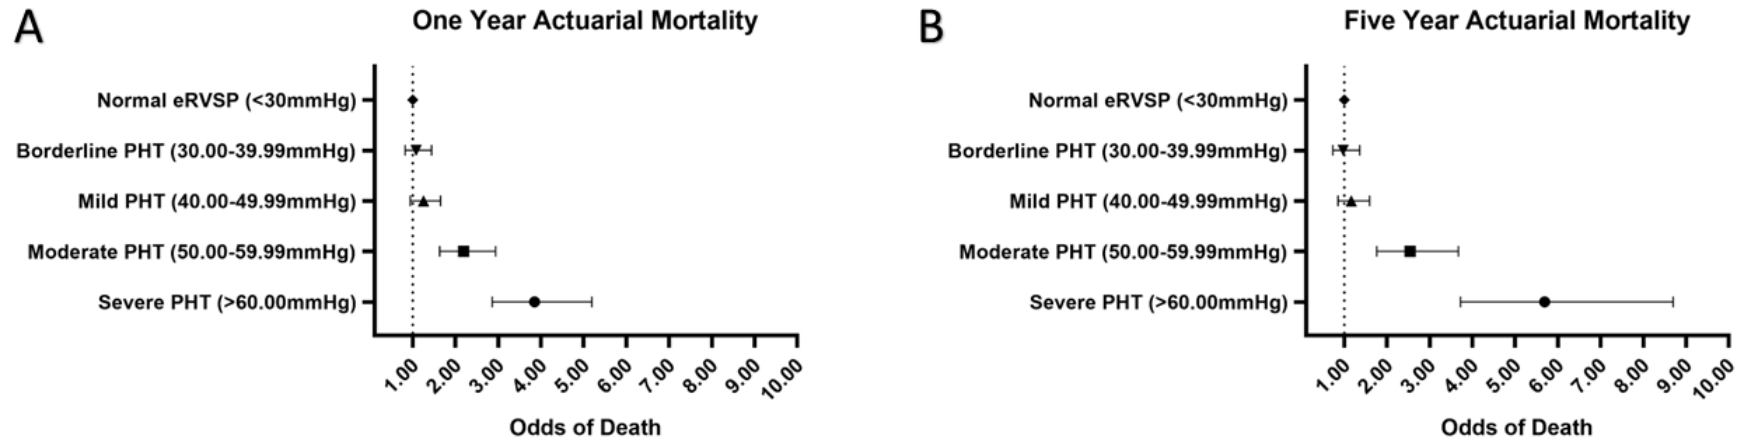 A
One Year Actuarial Mortality
Normal eRVSP (<30mmHg)
Borderline PHT (30.00-39.99mmHg)
Mild PHT (40.00-49.99mmHg)
Moderate PHT (50.00-59.99mmHg)
Severe PHT (>60.00mmHg)
1.00 2.00 3.00 4.00 5.00 6.00 7.00 8.00 9.00 10.00
Odds of Death
B
Five Year Actuarial Mortality
Normal eRVSP (<30mmHg)
Borderline PHT (30.00-39.99mmHg)
Mild PHT (40.00-49.99mmHg)
Moderate PHT (50.00-59.99mmHg)
Severe PHT (>60.00mmHg)
1.00 2.00 3.00 4.00 5.00 6.00 7.00 8.00 9.00 10.00
Odds of Death